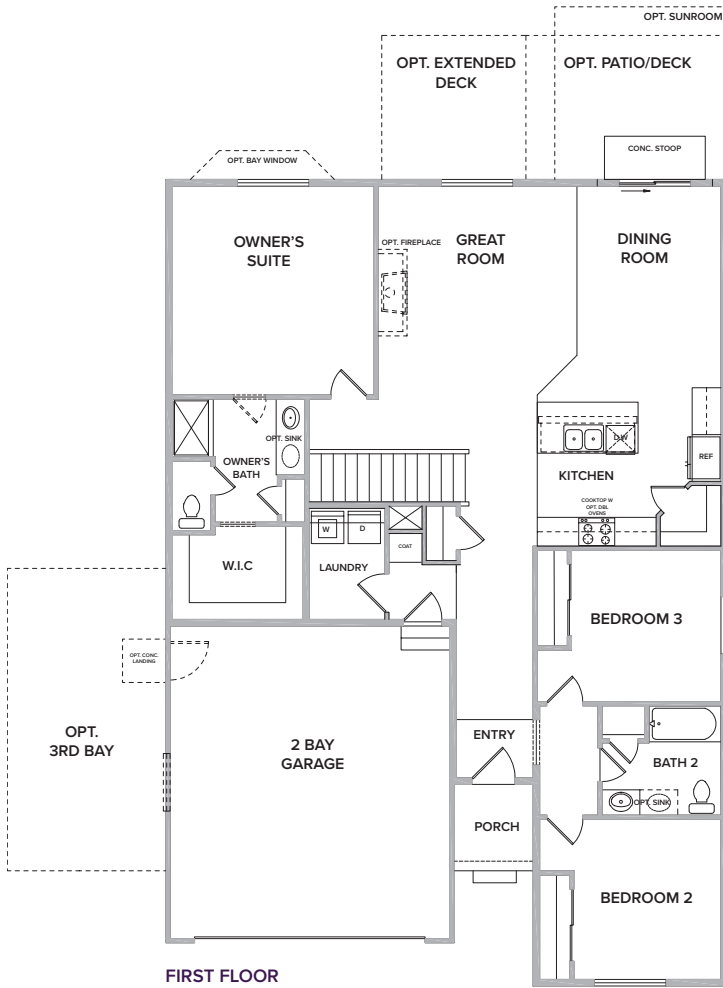 OPT. SUNROOM
OPT. EXTENDED
DECK
OPT. PATIO/DECK
CONC. STOOP
OPT. BAY WINDOW
OWNER'S
SUITE
OPT. FIREPLACE
GREAT
ROOM
DINING
ROOM
OPT. SINK
OWNER'S
BATH
D.W
REF
KITCHEN
COOKTOP W
OPT. DBL
OVENS
W
D
COAT
W.I.C
LAUNDRY
BEDROOM 3
OPT. CONC.
LANDING
OPT.
3RD BAY
2 BAY
GARAGE
ENTRY
BATH 2
OPT. SINK
PORCH
BEDROOM 2
FIRST FLOOR